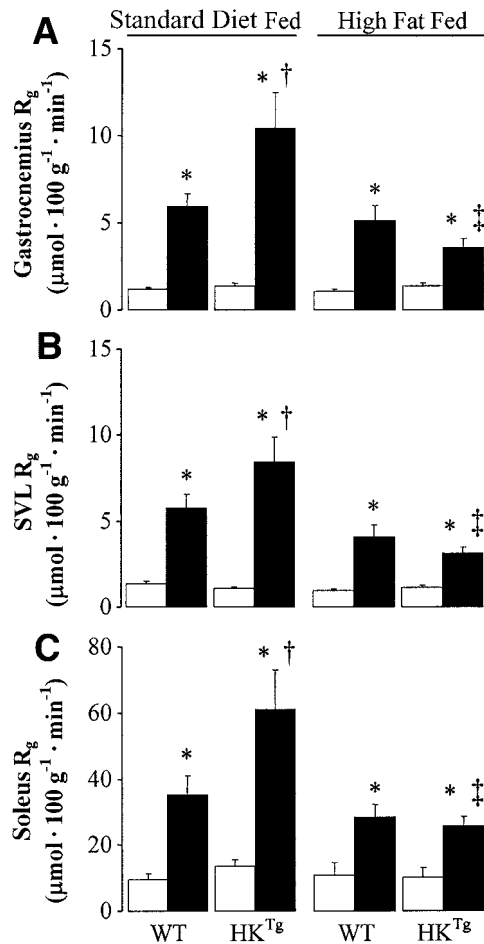 Standard Diet Fed
High Fat Fed
A
Gastrocnemius Rg
(μmol · 100 g-1 · min-1)
15
10
5
0
* * † * * ‡
B
SVL Rg
(μmol · 100 g-1 · min-1)
15
10
5
0
* * † * * ‡
C
Soleus Rg
(μmol · 100 g-1 · min-1)
80
60
40
20
0
* * † * * ‡
WT HKTg WT HKTg